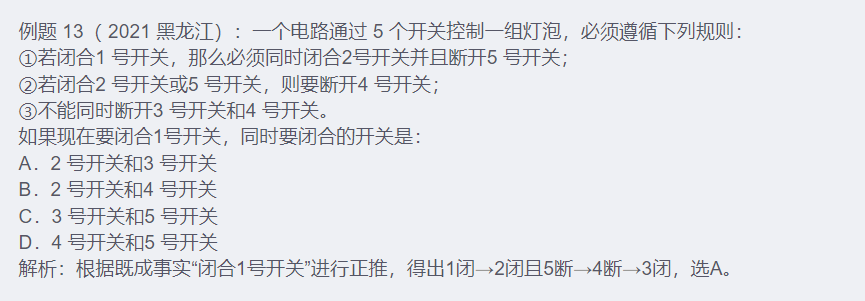 例题 13（ 2021 黑龙江）：一个电路通过 5 个开关控制一组灯泡，必须遵循下列规则：
①若闭合1 号开关，那么必须同时闭合2号开关并且断开5 号开关；
②若闭合2 号开关或5 号开关，则要断开4 号开关；
③不能同时断开3 号开关和4 号开关。
如果现在要闭合1号开关，同时要闭合的开关是：
A．2 号开关和3 号开关
B．2 号开关和4 号开关
C．3 号开关和5 号开关
D．4 号开关和5 号开关
解析：根据既成事实“闭合1号开关”进行正推，得出1闭→2闭且5断→4断→3闭，选A。